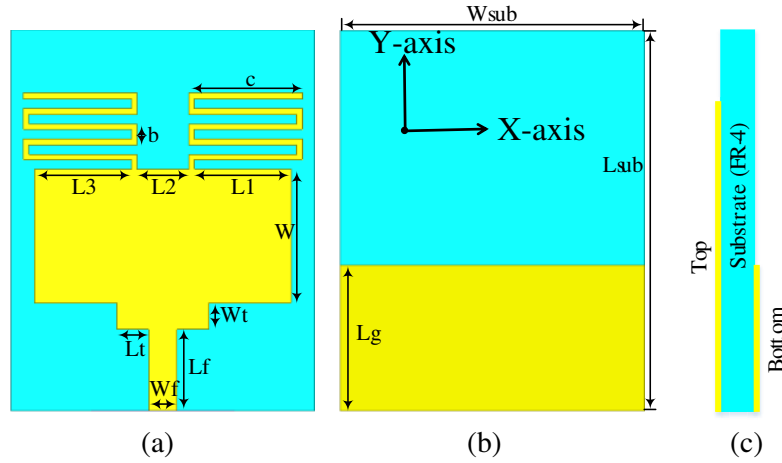 Wsub
Y-axis
X-axis
c
b
L3
L2
L1
W
Lsub
Substrate (FR-4)
Top
Bottom
Wt
Lt
Lf
Wf
Lg
(a)
(b)
(c)